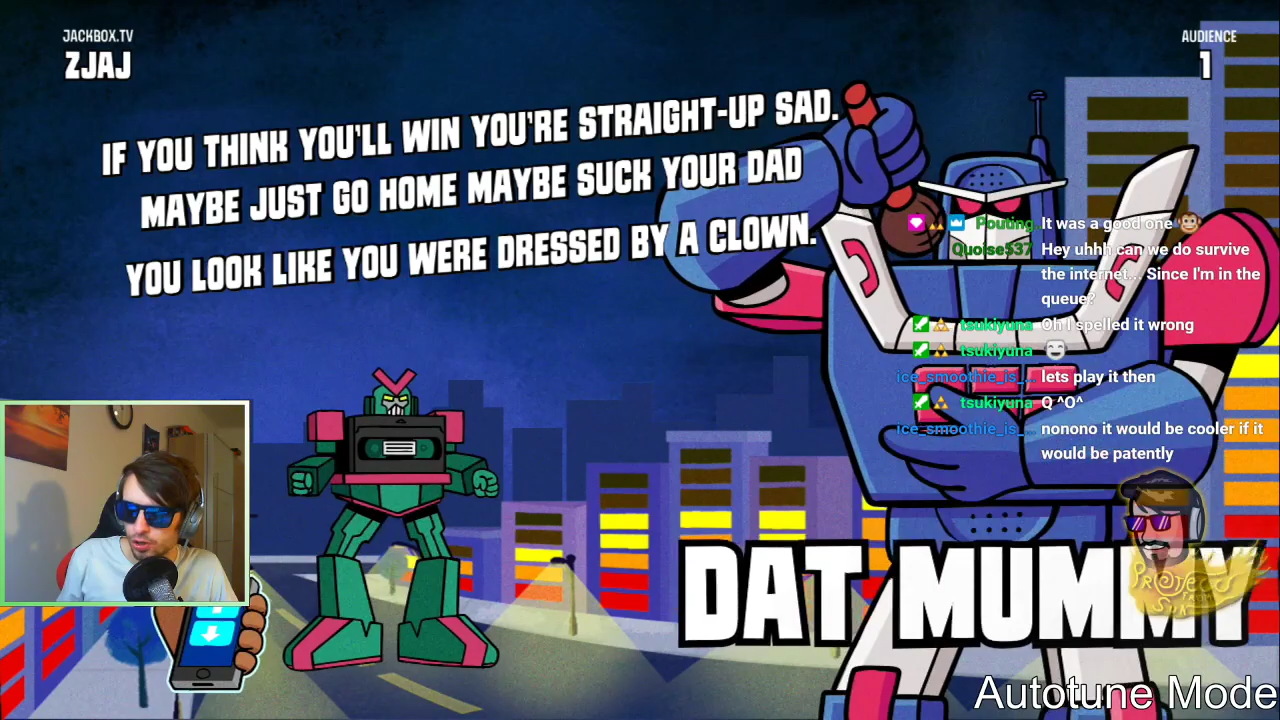 JACKBOX.TV
ZJAJ
AUDIENCE
1
IF YOU THINK YOU'LL WIN YOU'RE STRAIGHT-UP SAD.
MAYBE JUST GO HOME MAYBE SUCK YOUR DAD
YOU LOOK LIKE YOU WERE DRESSED BY A CLOWN.
Pouting It was a good one
Quoise537 Hey uhhh can we do survive
the internet... Since I'm in the
queue?
tsukiyuna Oh I spelled it wrong
tsukiyuna
ice_smoothie_is_... lets play it then
tsukiyuna Q ^O^
ice_smoothie_is_... nonono it would be cooler if it
would be patently
DAT MUMMY
Autotune Mode